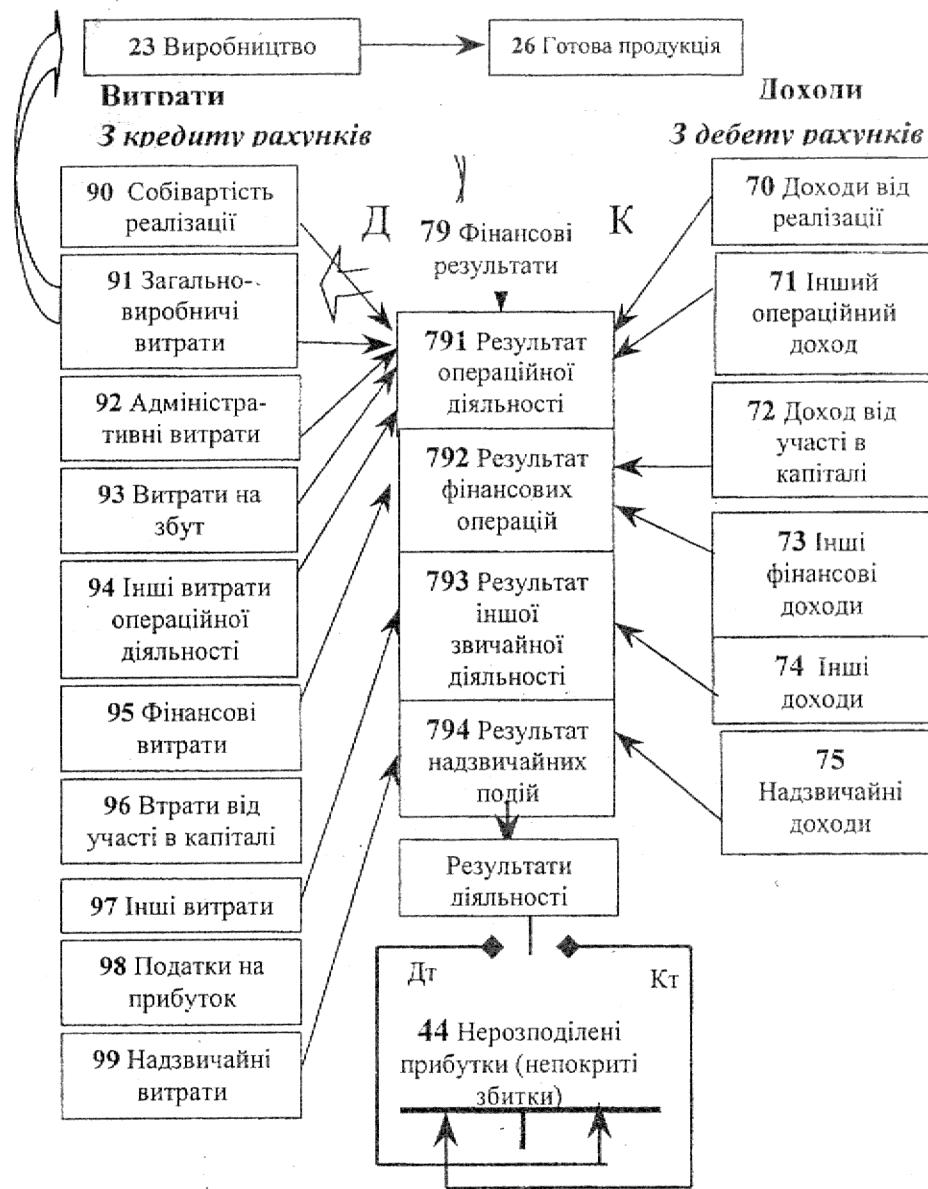 23 Виробництво
26 Готова продукція
Витрати
Доходи
З кредиту рахунків
З дебету рахунків
90 Собівартість
реалізації
91 Загально-
виробничі
витрати
92 Адміністра-
тивні витрати
93 Витрати на
збут
94 Інші витрати
операційної
діяльності
95 Фінансові
витрати
96 Втрати від
участі в капіталі
97 Інші витрати
98 Податки на
прибуток
99 Надзвичайні
витрати
Д
К
79 Фінансові
результати
791 Результат
операційної
діяльності
792 Результат
фінансових
операцій
793 Результат
іншої
звичайної
діяльності
794 Результат
надзвичайних
подій
Результати
діяльності
Дт
Кт
44 Нерозподілені
прибутки (непокриті
збитки)
70 Доходи від
реалізації
71 Інший
операційний
доход
72 Доход від
участі в
капіталі
73 Інші
фінансові
доходи
74 Інші
доходи
75
Надзвичайні
доходи